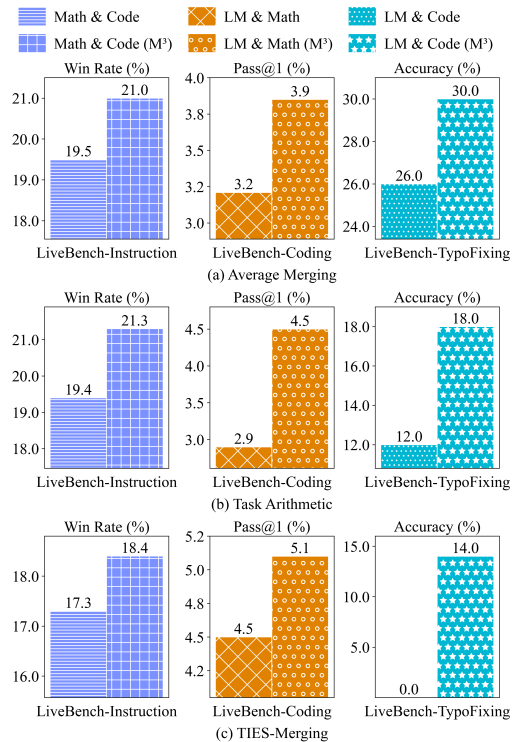 Math & Code
LM & Math
LM & Code
Math & Code (M³)
LM & Math (M³)
LM & Code (M³)
Win Rate (%)
Pass@1 (%)
Accuracy (%)
21.0
20.0
19.0
18.0
19.5
21.0
4.0
3.8
3.5
3.2
3.0
3.2
3.9
30.0
28.0
26.0
24.0
26.0
30.0
LiveBench-Instruction
LiveBench-Coding
LiveBench-TypoFixing
(a) Average Merging
Win Rate (%)
Pass@1 (%)
Accuracy (%)
21.0
20.0
19.0
18.0
19.4
21.3
4.5
4.0
3.5
3.0
2.9
4.5
18.0
16.0
14.0
12.0
12.0
18.0
LiveBench-Instruction
LiveBench-Coding
LiveBench-TypoFixing
(b) Task Arithmetic
Win Rate (%)
Pass@1 (%)
Accuracy (%)
18.0
17.0
16.0
17.3
18.4
5.2
5.0
4.8
4.5
4.2
4.5
5.1
15.0
10.0
5.0
0.0
14.0
LiveBench-Instruction
LiveBench-Coding
LiveBench-TypoFixing
(c) TIES-Merging